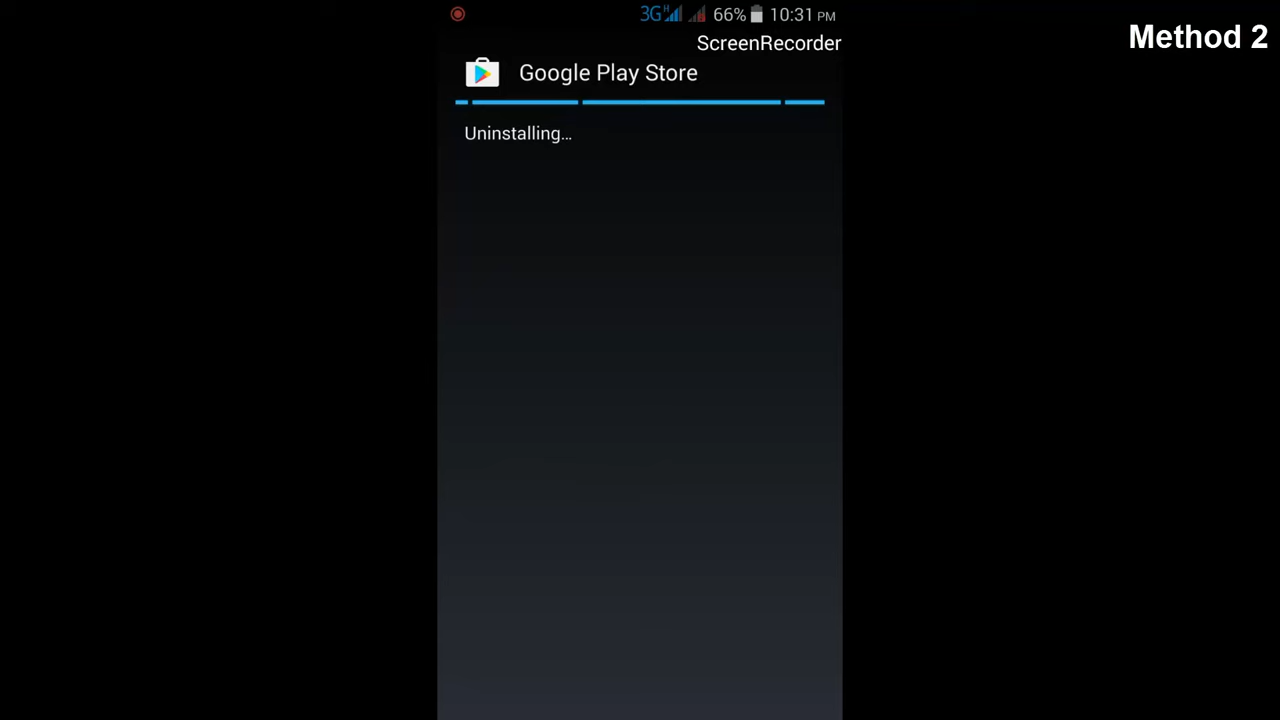 3G H 66% 10:31 PM
Method 2
ScreenRecorder
Google Play Store
Uninstalling...